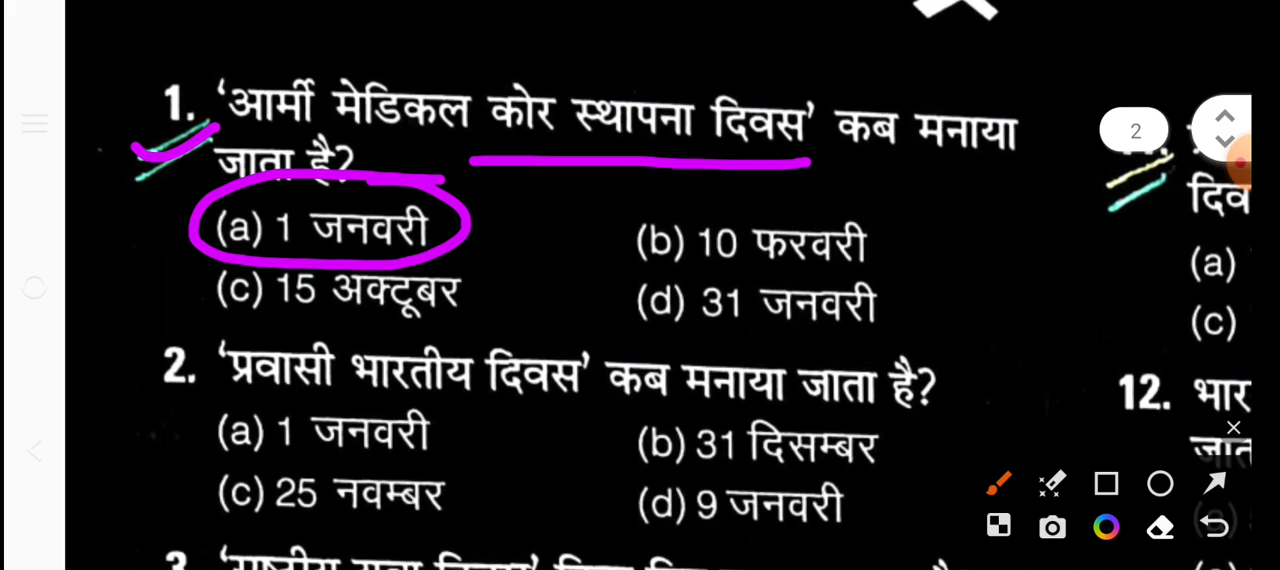 1. ‘आर्मी मेडिकल कोर स्थापना दिवस’ कब मनाया
जाता है?
(a) 1 जनवरी
(b) 10 फरवरी
(c) 15 अक्टूबर
(d) 31 जनवरी
2. ‘प्रवासी भारतीय दिवस’ कब मनाया जाता है?
(a) 1 जनवरी
(b) 31 दिसम्बर
(c) 25 नवम्बर
(d) 9 जनवरी
2
(a)
(c)
12.